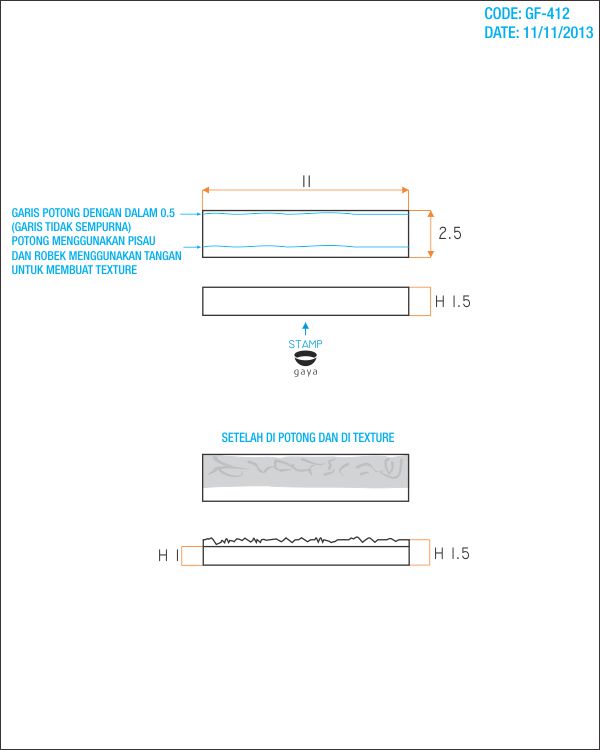 CODE: GF-412
DATE: 11/11/2013
11
GARIS POTONG DENGAN DALAM 0.5
(GARIS TIDAK SEMPURNA)
POTONG MENGGUNAKAN PISAU
DAN ROBEK MENGGUNAKAN TANGAN
UNTUK MEMBUAT TEXTURE
2.5
H 1.5
STAMP
gaya
SETELAH DI POTONG DAN DI TEXTURE
H 1
H 1.5